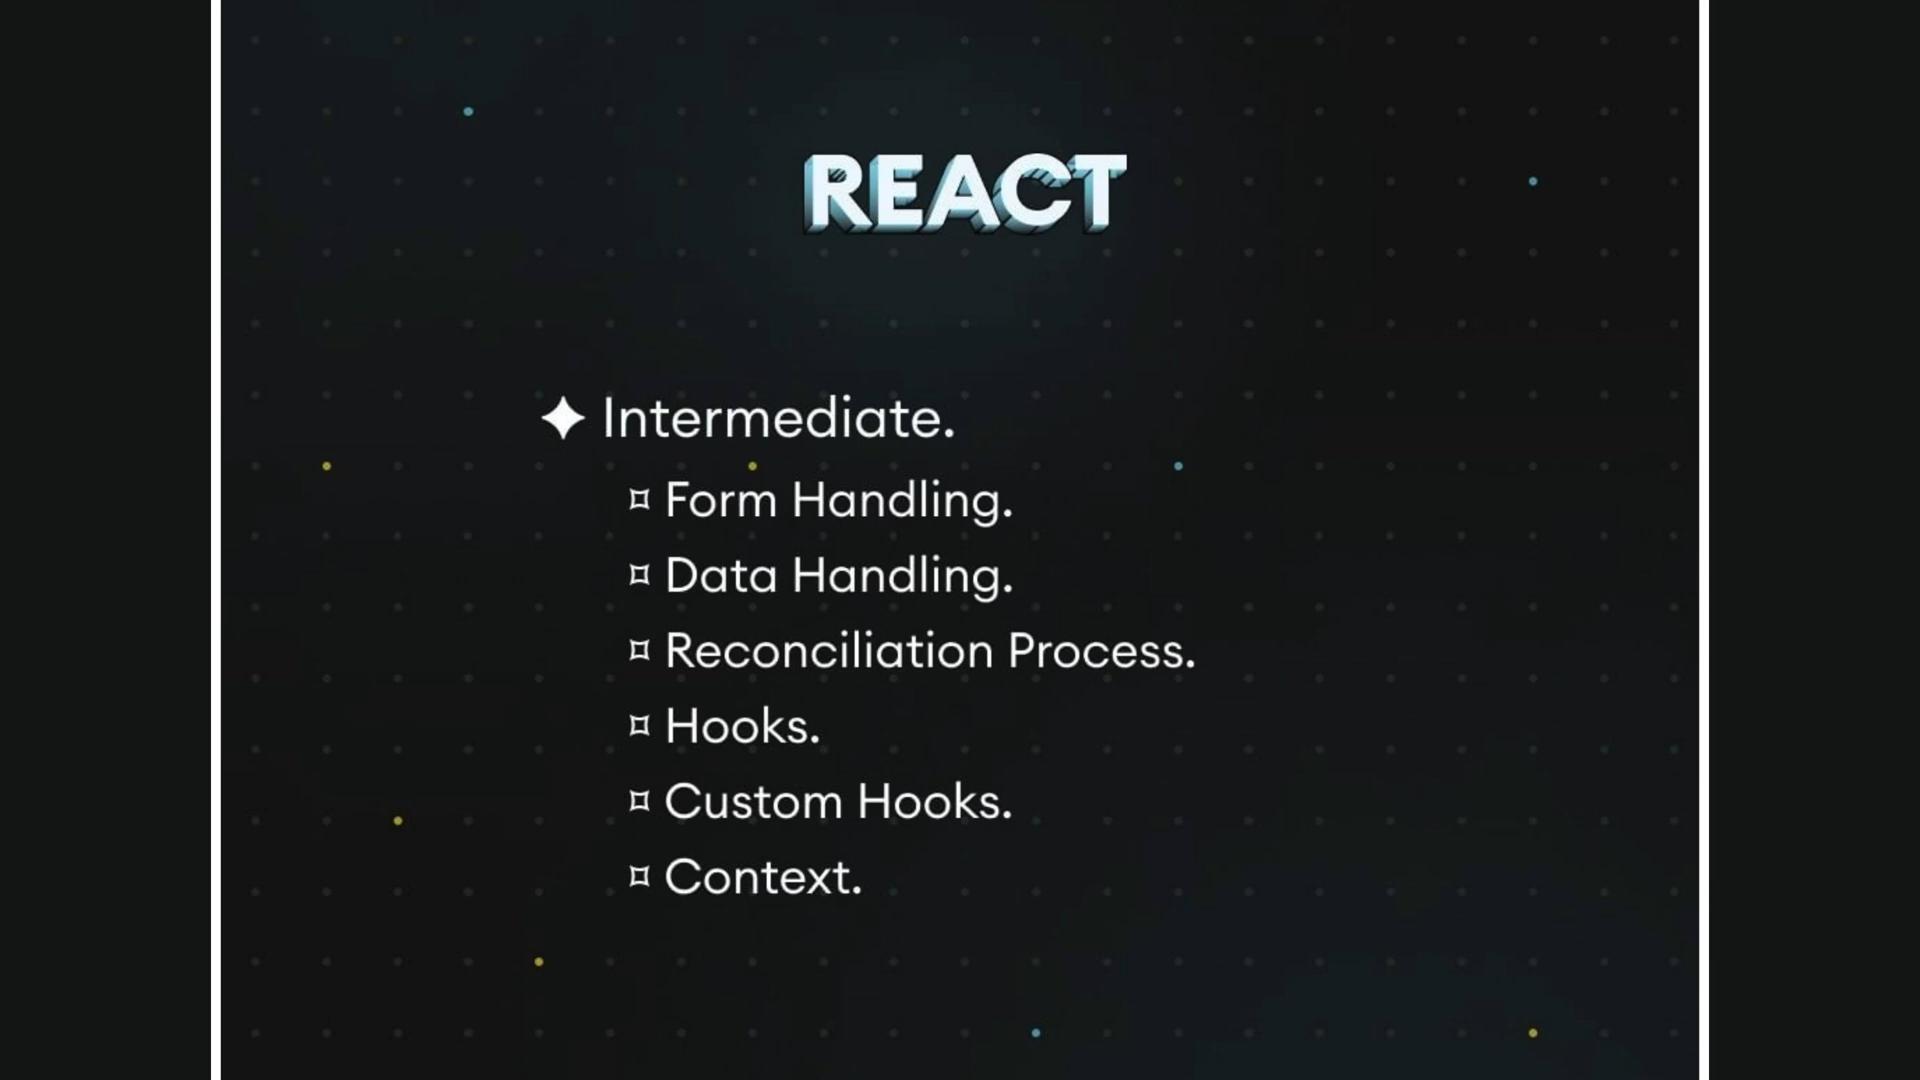 REACT
Intermediate.
Form Handling.
Data Handling.
Reconciliation Process.
Hooks.
Custom Hooks.
Context.